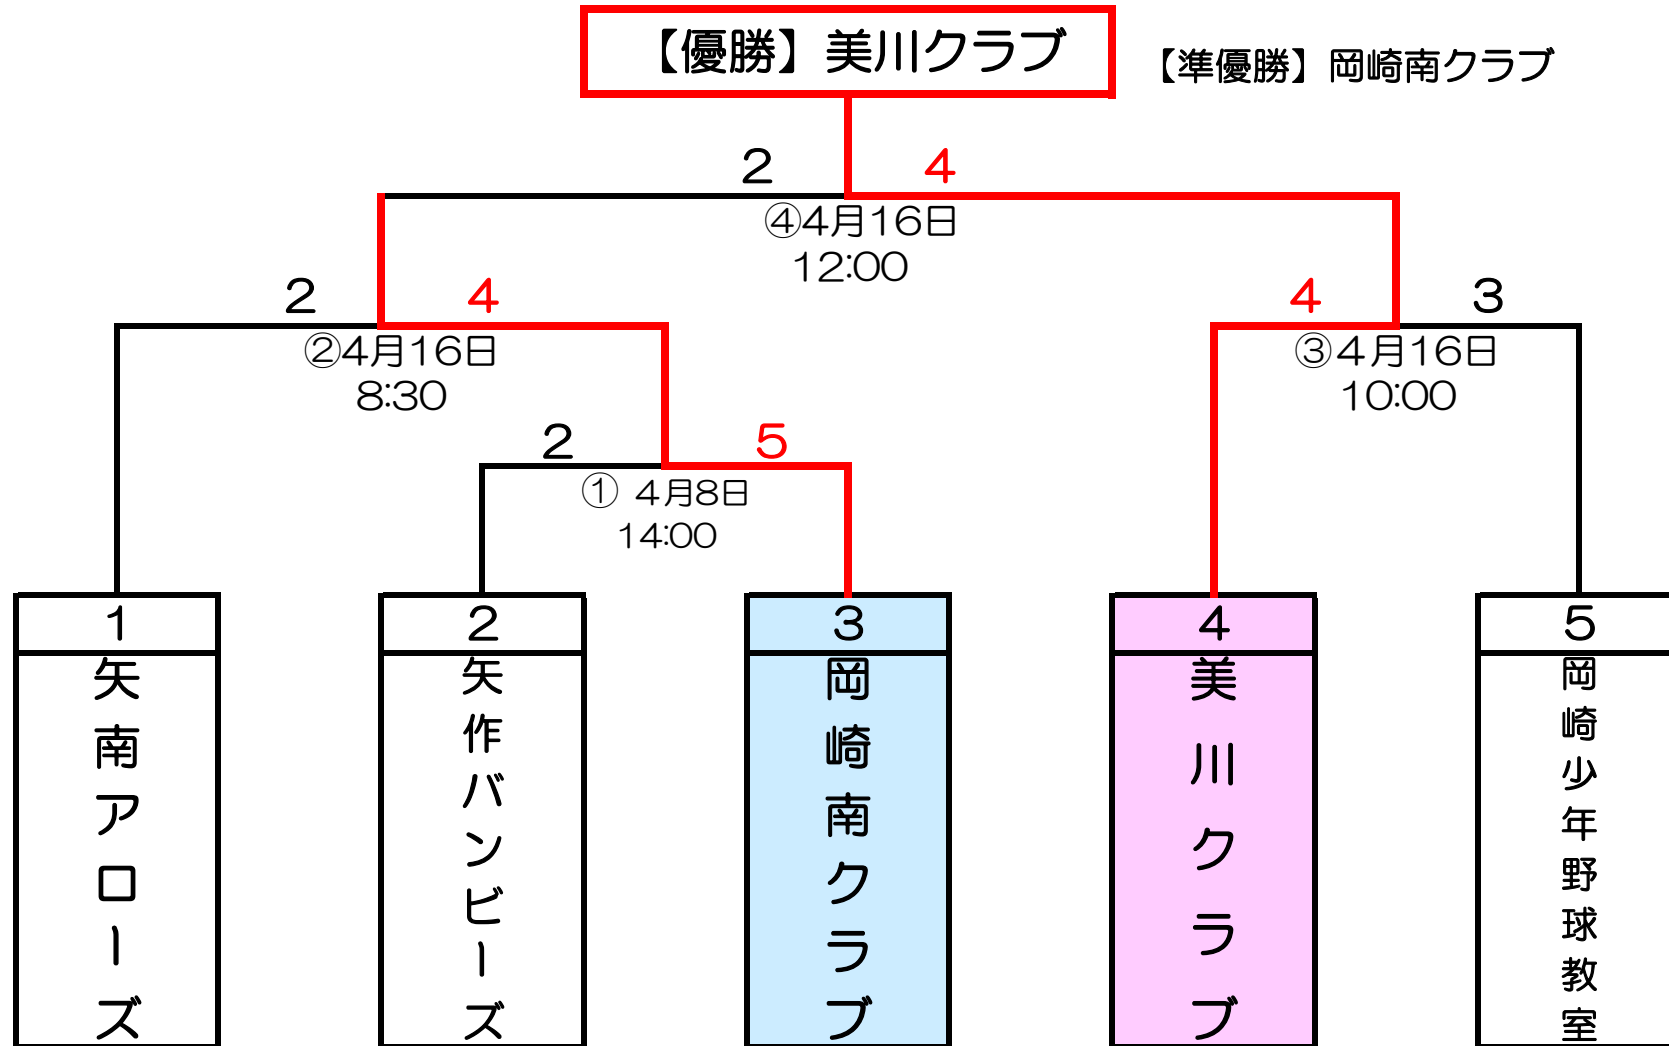 【優勝】美川クラブ
【準優勝】岡崎南クラブ
2 4
④4月16日
12:00
2 4
②4月16日
8:30
4 3
③4月16日
10:00
2 5
① 4月8日
14:00
1
矢南アローズ
2
矢作バンビーズ
3
岡崎南クラブ
4
美川クラブ
5
岡崎少年野球教室